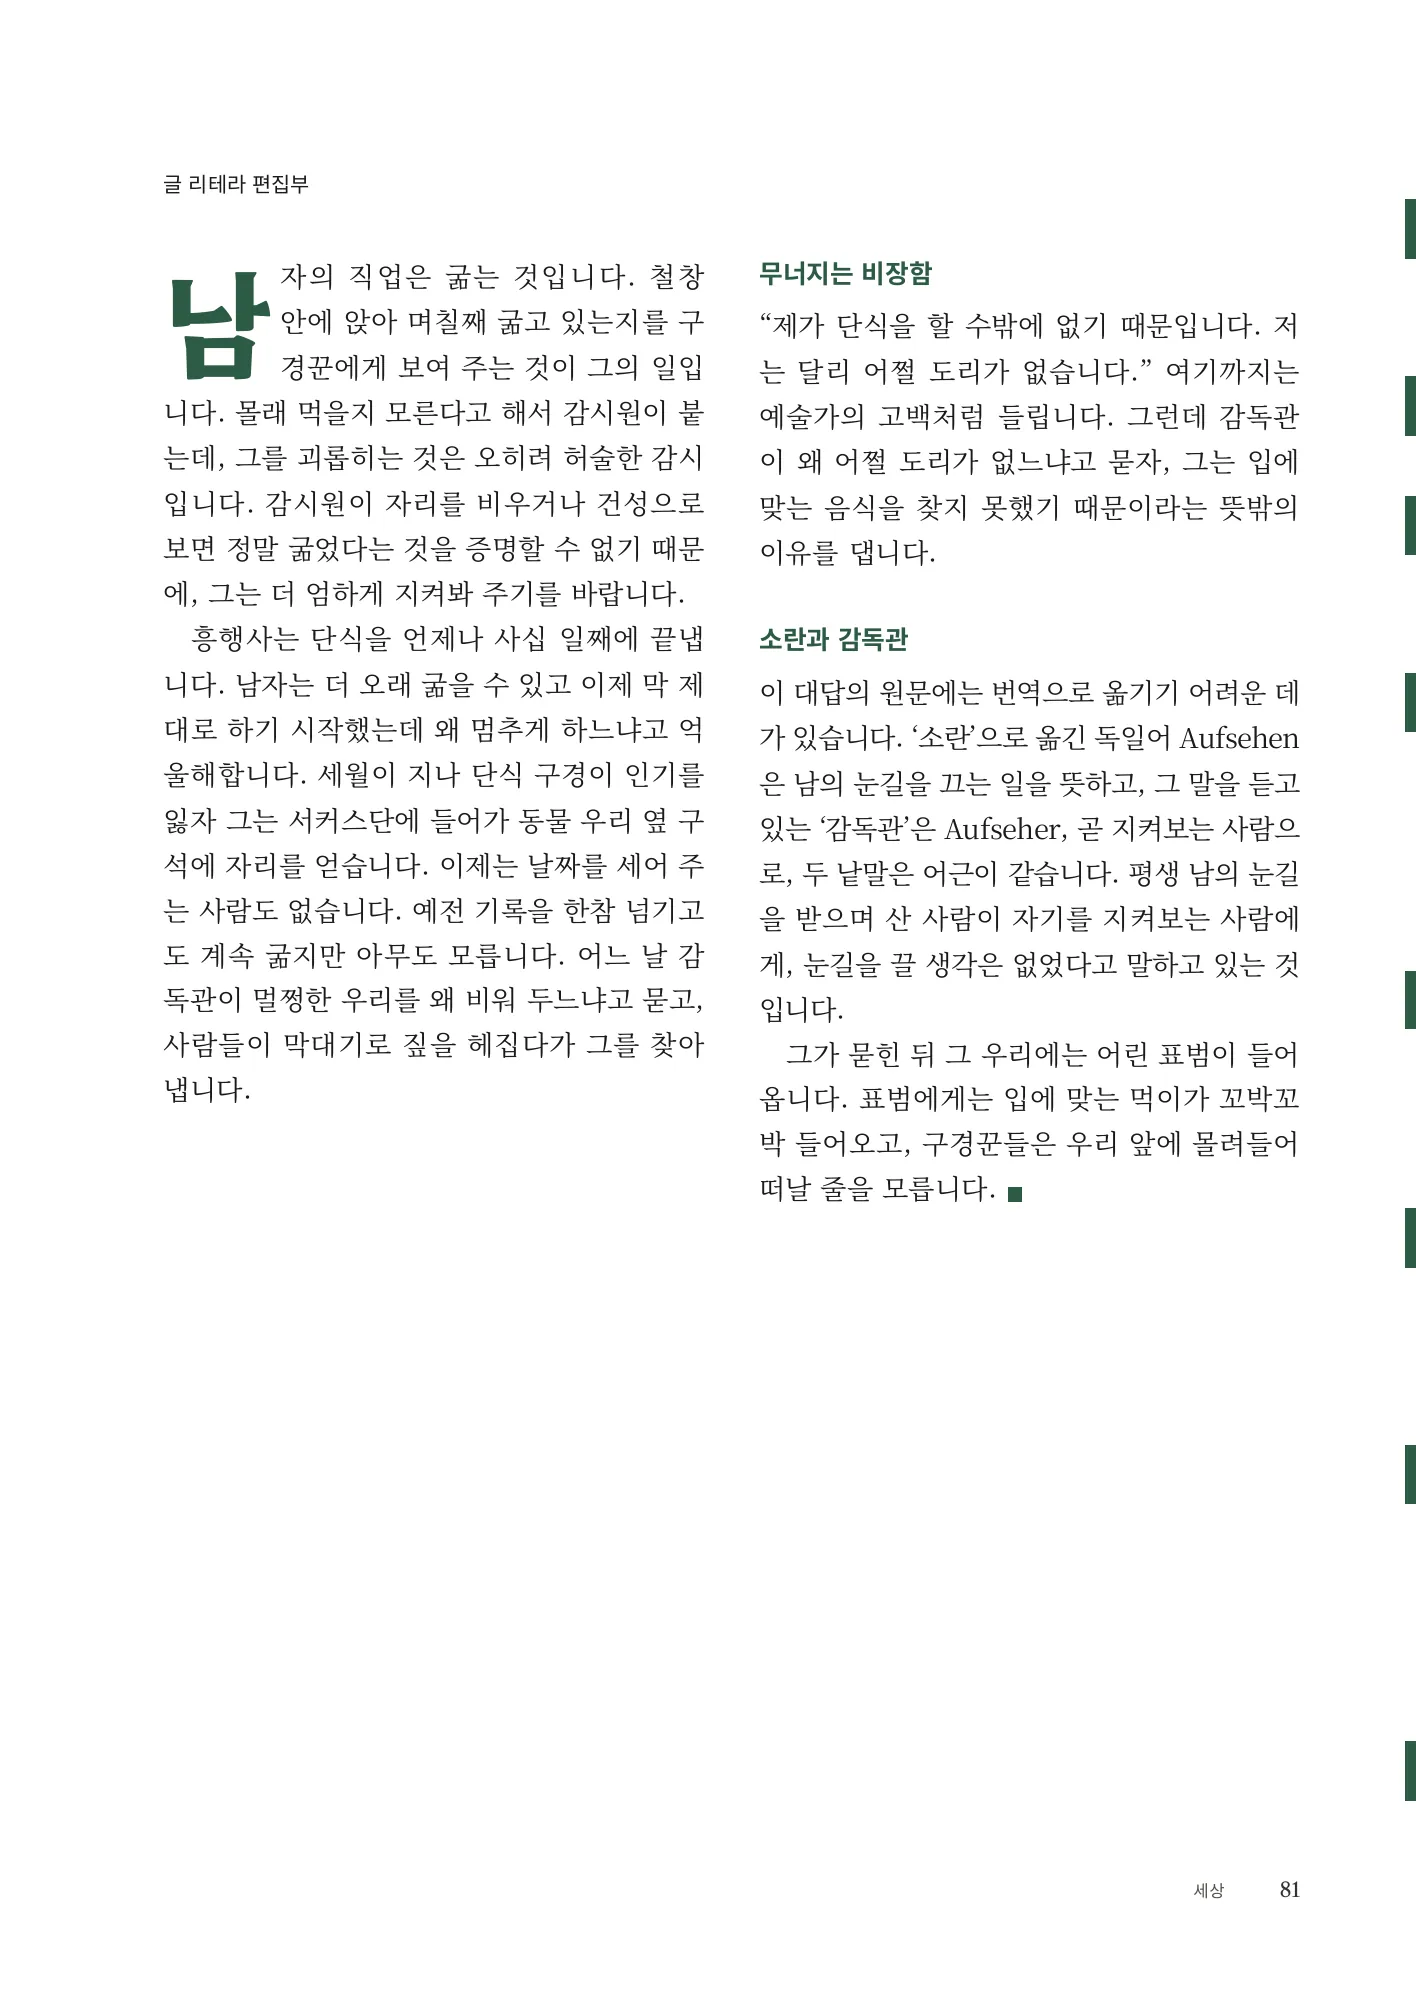 글 리테라 편집부
남자의 직업은 굶는 것입니다. 철창
안에 앉아 며칠째 굶고 있는지를 구
경꾼에게 보여 주는 것이 그의 일입
니다. 몰래 먹을지 모른다고 해서 감시원이 붙
는데, 그를 괴롭히는 것은 오히려 허술한 감시
입니다. 감시원이 자리를 비우거나 건성으로
보면 정말 굶었다는 것을 증명할 수 없기 때문
에, 그는 더 엄하게 지켜봐 주기를 바랍니다.
흥행사는 단식을 언제나 사십 일째에 끝냅
니다. 남자는 더 오래 굶을 수 있고 이제 막 제
대로 하기 시작했는데 왜 멈추게 하느냐고 억
울해합니다. 세월이 지나 단식 구경이 인기를
잃자 그는 서커스단에 들어가 동물 우리 옆 구
석에 자리를 얻습니다. 이제는 날짜를 세어 주
는 사람도 없습니다. 예전 기록을 한참 넘기고
도 계속 굶지만 아무도 모릅니다. 어느 날 감
독관이 멀쩡한 우리를 왜 비워 두느냐고 묻고,
사람들이 막대기로 짚을 헤집다가 그를 찾아
냅니다.
무너지는 비장함
“제가 단식을 할 수밖에 없기 때문입니다. 저
는 달리 어쩔 도리가 없습니다.” 여기까지는
예술가의 고백처럼 들립니다. 그런데 감독관
이 왜 어쩔 도리가 없느냐고 묻자, 그는 입에
맞는 음식을 찾지 못했기 때문이라는 뜻밖의
이유를 댑니다.
소란과 감독관
이 대답의 원문에는 번역으로 옮기기 어려운 데
가 있습니다. ‘소란’으로 옮긴 독일어 Aufsehen
은 남의 눈길을 끄는 일을 뜻하고, 그 말을 듣고
있는 ‘감독관’은 Aufseher, 곧 지켜보는 사람으
로, 두 낱말은 어근이 같습니다. 평생 남의 눈길
을 받으며 산 사람이 자기를 지켜보는 사람에
게, 눈길을 끌 생각은 없었다고 말하고 있는 것
입니다.
그가 묻힌 뒤 그 우리에는 어린 표범이 들어
옵니다. 표범에게는 입에 맞는 먹이가 꼬박꼬
박 들어오고, 구경꾼들은 우리 앞에 몰려들어
떠날 줄을 모릅니다. ■
세상 81